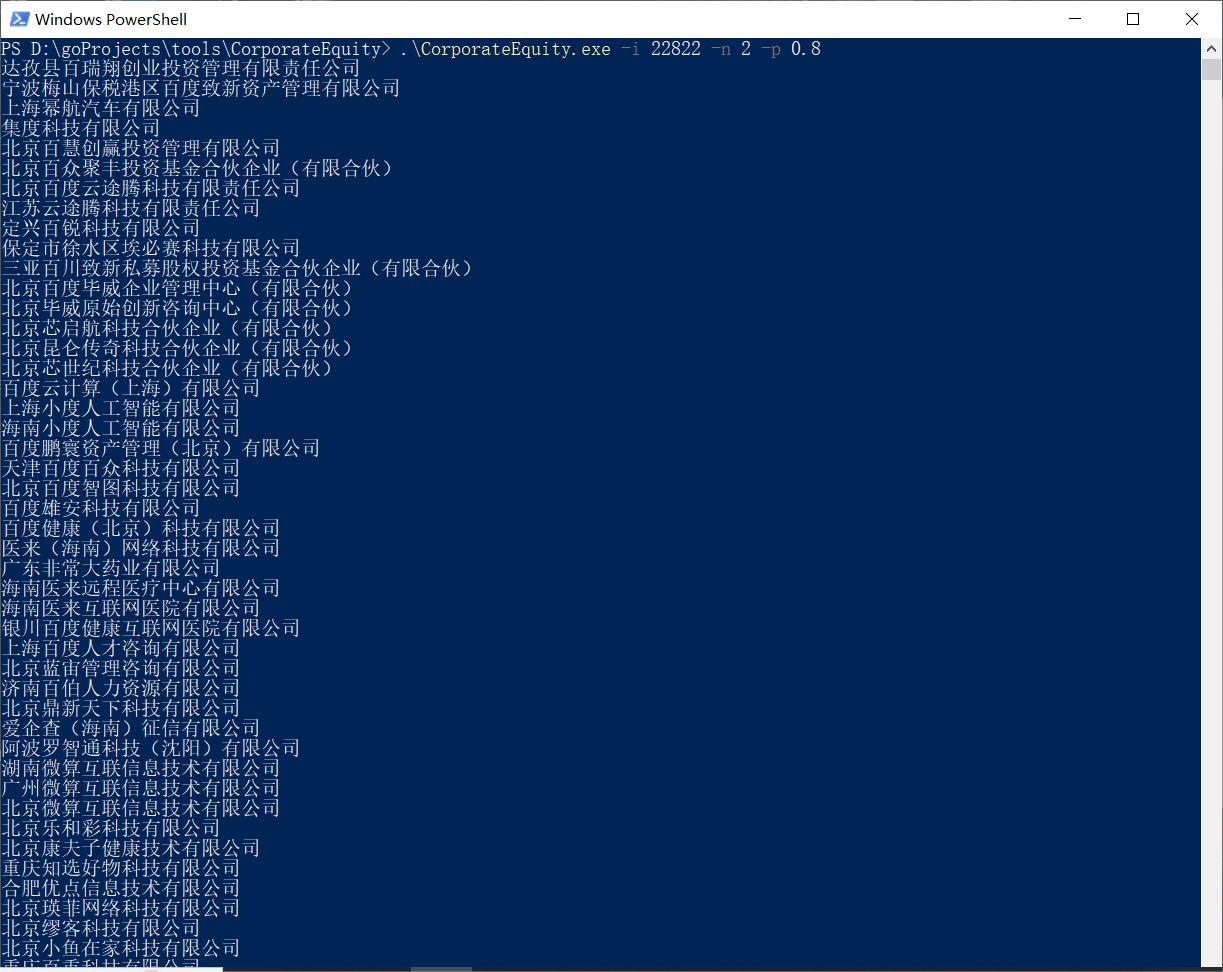 Windows PowerShell
PS D:\goProjects\tools\CorporateEquity> .\CorporateEquity.exe -i 22822 -n 2 -p 0.8
达孜县百瑞翔创业投资管理有限责任公司
宁波梅山保税港区百度致新资产管理有限公司
上海幂航汽车有限公司
集度科技有限公司
北京百慧创赢投资管理有限公司
北京百众聚丰投资基金合伙企业（有限合伙）
北京百度云途腾科技有限责任公司
江苏云途腾科技有限责任公司
定兴百锐科技有限公司
保定市徐水区埃必赛科技有限公司
三亚百川致新私募股权投资基金合伙企业（有限合伙）
北京百度毕威企业管理中心（有限合伙）
北京毕威原始创新咨询中心（有限合伙）
北京芯启航科技合伙企业（有限合伙）
北京昆仑传奇科技合伙企业（有限合伙）
北京芯世纪科技合伙企业（有限合伙）
百度云计算（上海）有限公司
上海小度人工智能有限公司
海南小度人工智能有限公司
百度鹏寰资产管理（北京）有限公司
天津百度百众科技有限公司
北京百度智图科技有限公司
百度雄安科技有限公司
百度健康（北京）科技有限公司
医来（海南）网络科技有限公司
广东非常大药业有限公司
海南医来远程医疗中心有限公司
海南医来互联网医院有限公司
银川百度健康互联网医院有限公司
上海百度人才咨询有限公司
北京蓝宙管理咨询有限公司
济南百伯人力资源有限公司
北京鼎新天下科技有限公司
爱企查（海南）征信有限公司
阿波罗智通科技（沈阳）有限公司
湖南微算互联信息技术有限公司
广州微算互联信息技术有限公司
北京微算互联信息技术有限公司
北京乐和彩科技有限公司
北京康夫子健康技术有限公司
重庆知选好物科技有限公司
合肥优点信息技术有限公司
北京瑛菲网络科技有限公司
北京缪客科技有限公司
北京小鱼在家科技有限公司